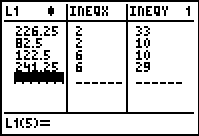 L1 INEQX INEQY 1
226.25 2 33
82.5 2 10
122.5 6 10
241.25 6 29
------ ------
L1(5)=